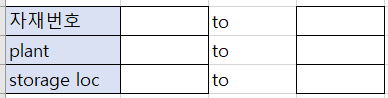 자재번호 to
plant to
storage loc to